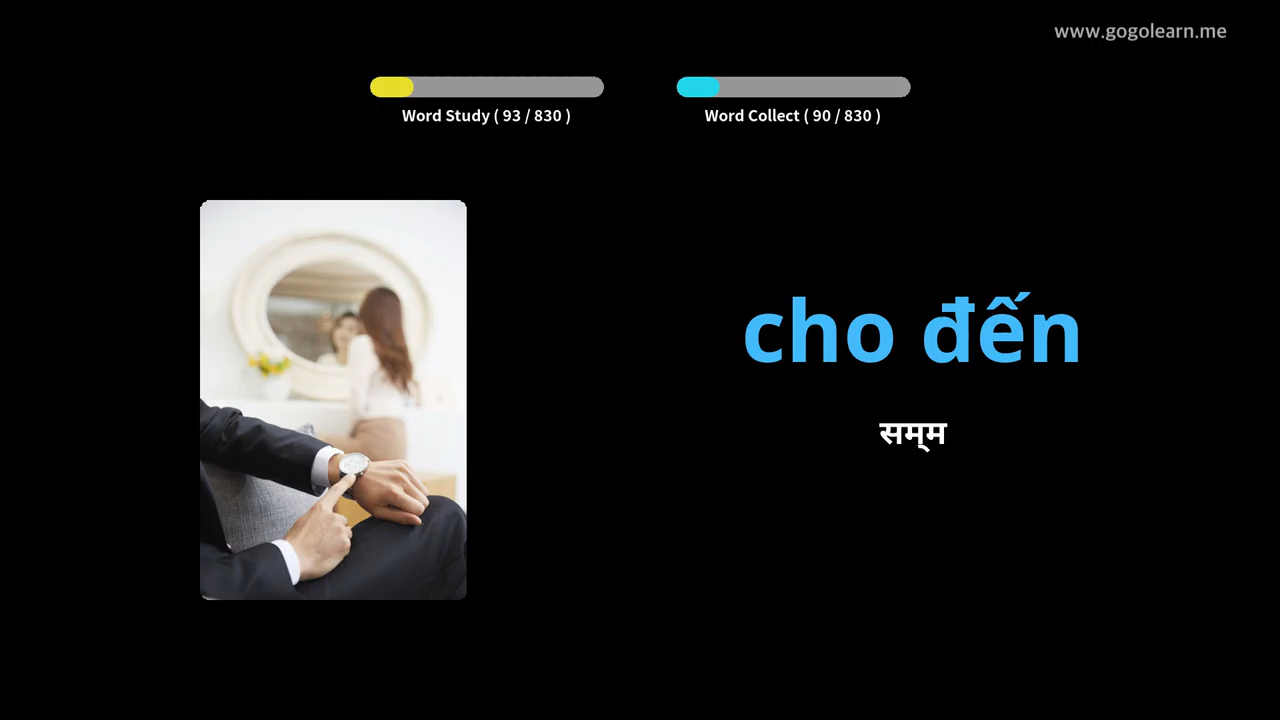 www.gogolearn.me
Word Study ( 93 / 830 )
Word Collect ( 90 / 830 )
cho đến
सम्म